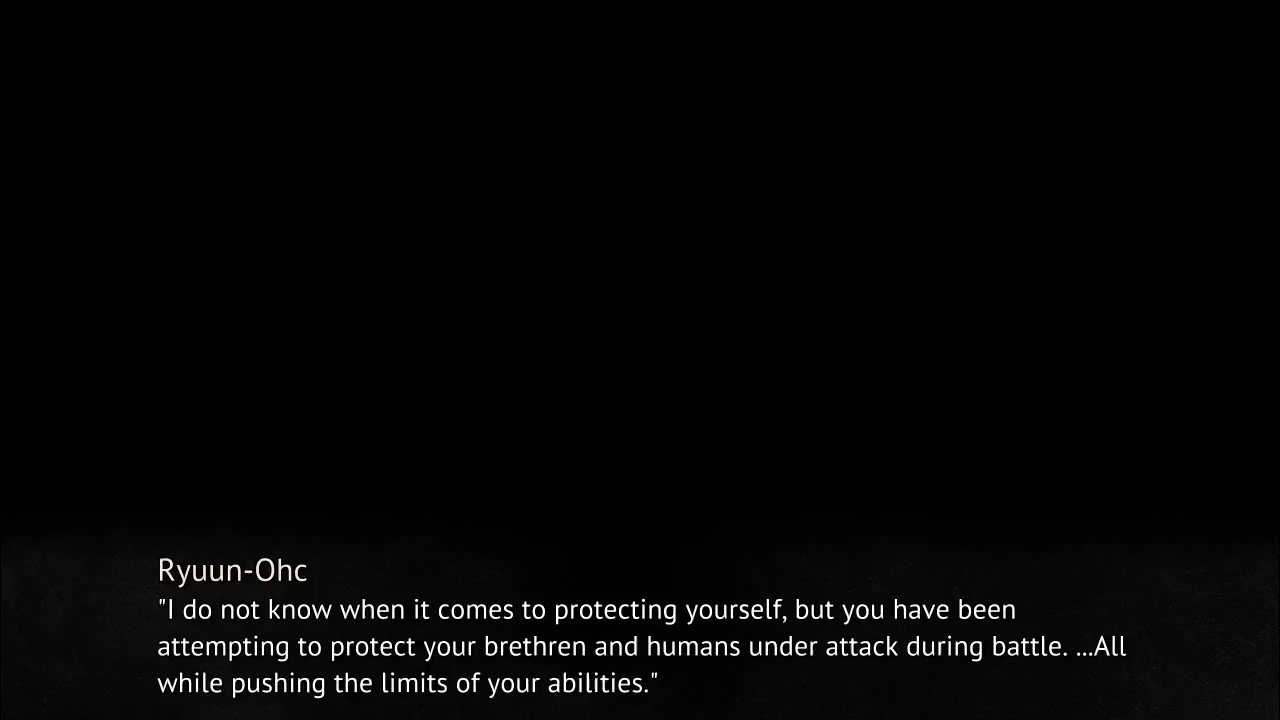 Ryuun-Ohc
"I do not know when it comes to protecting yourself, but you have been
attempting to protect your brethren and humans under attack during battle. ...All
while pushing the limits of your abilities."